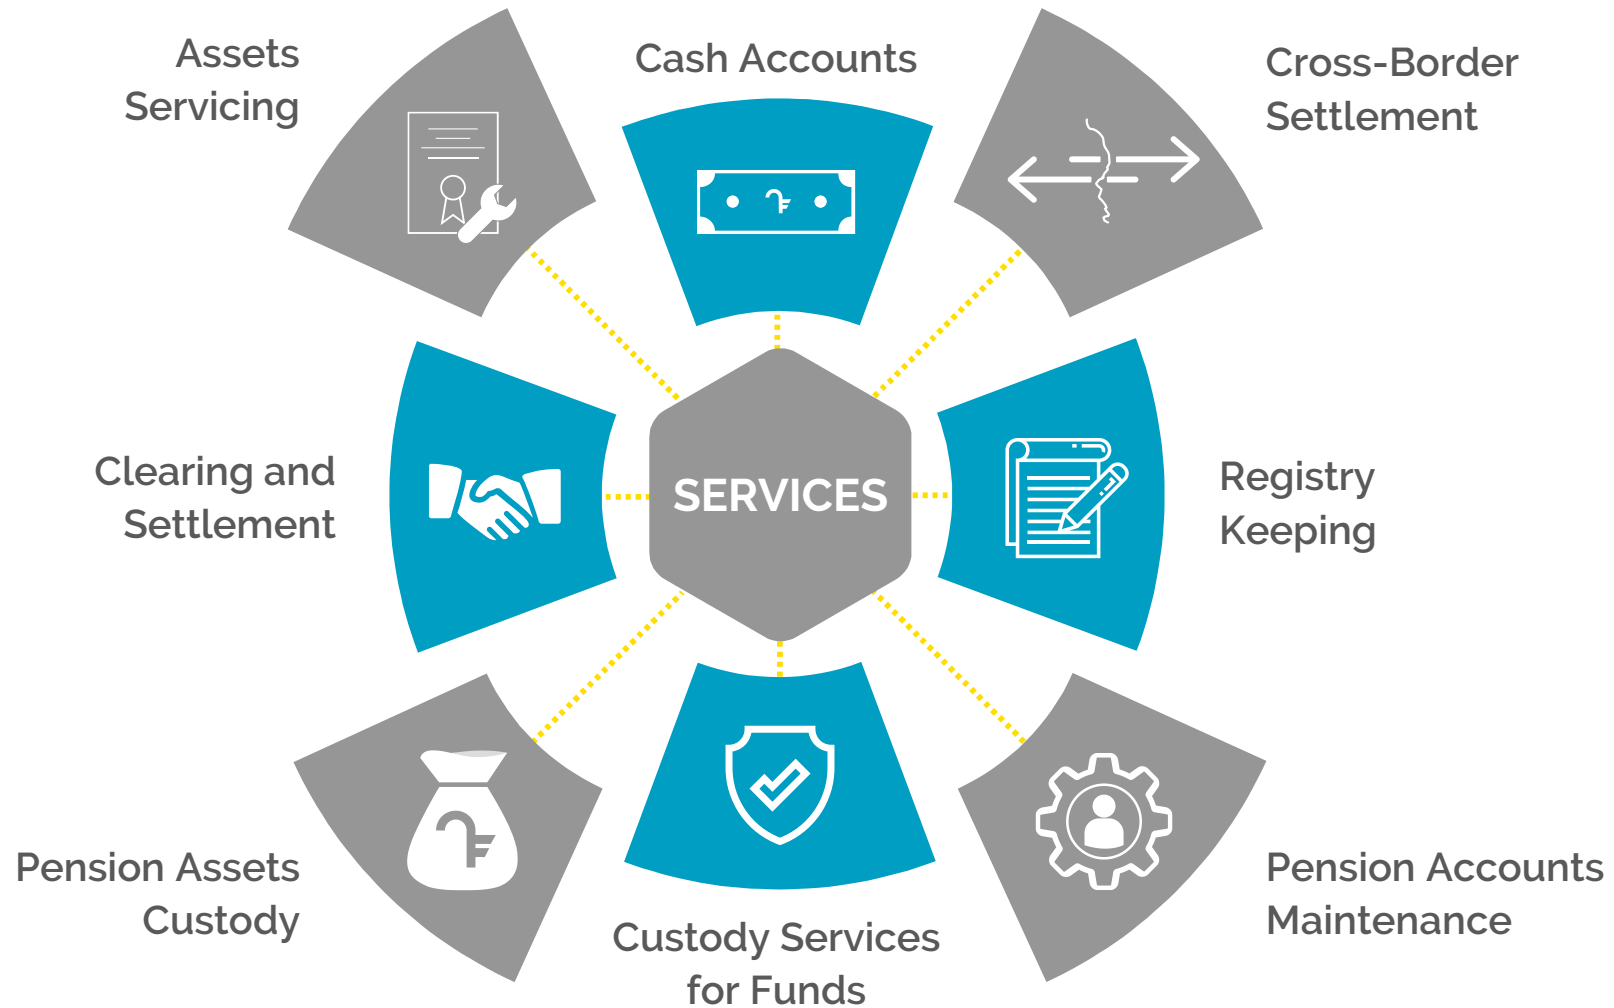 Assets
Servicing
Cash Accounts
Cross-Border
Settlement
Clearing and
Settlement
SERVICES
Registry
Keeping
Pension Assets
Custody
Custody Services
for Funds
Pension Accounts
Maintenance